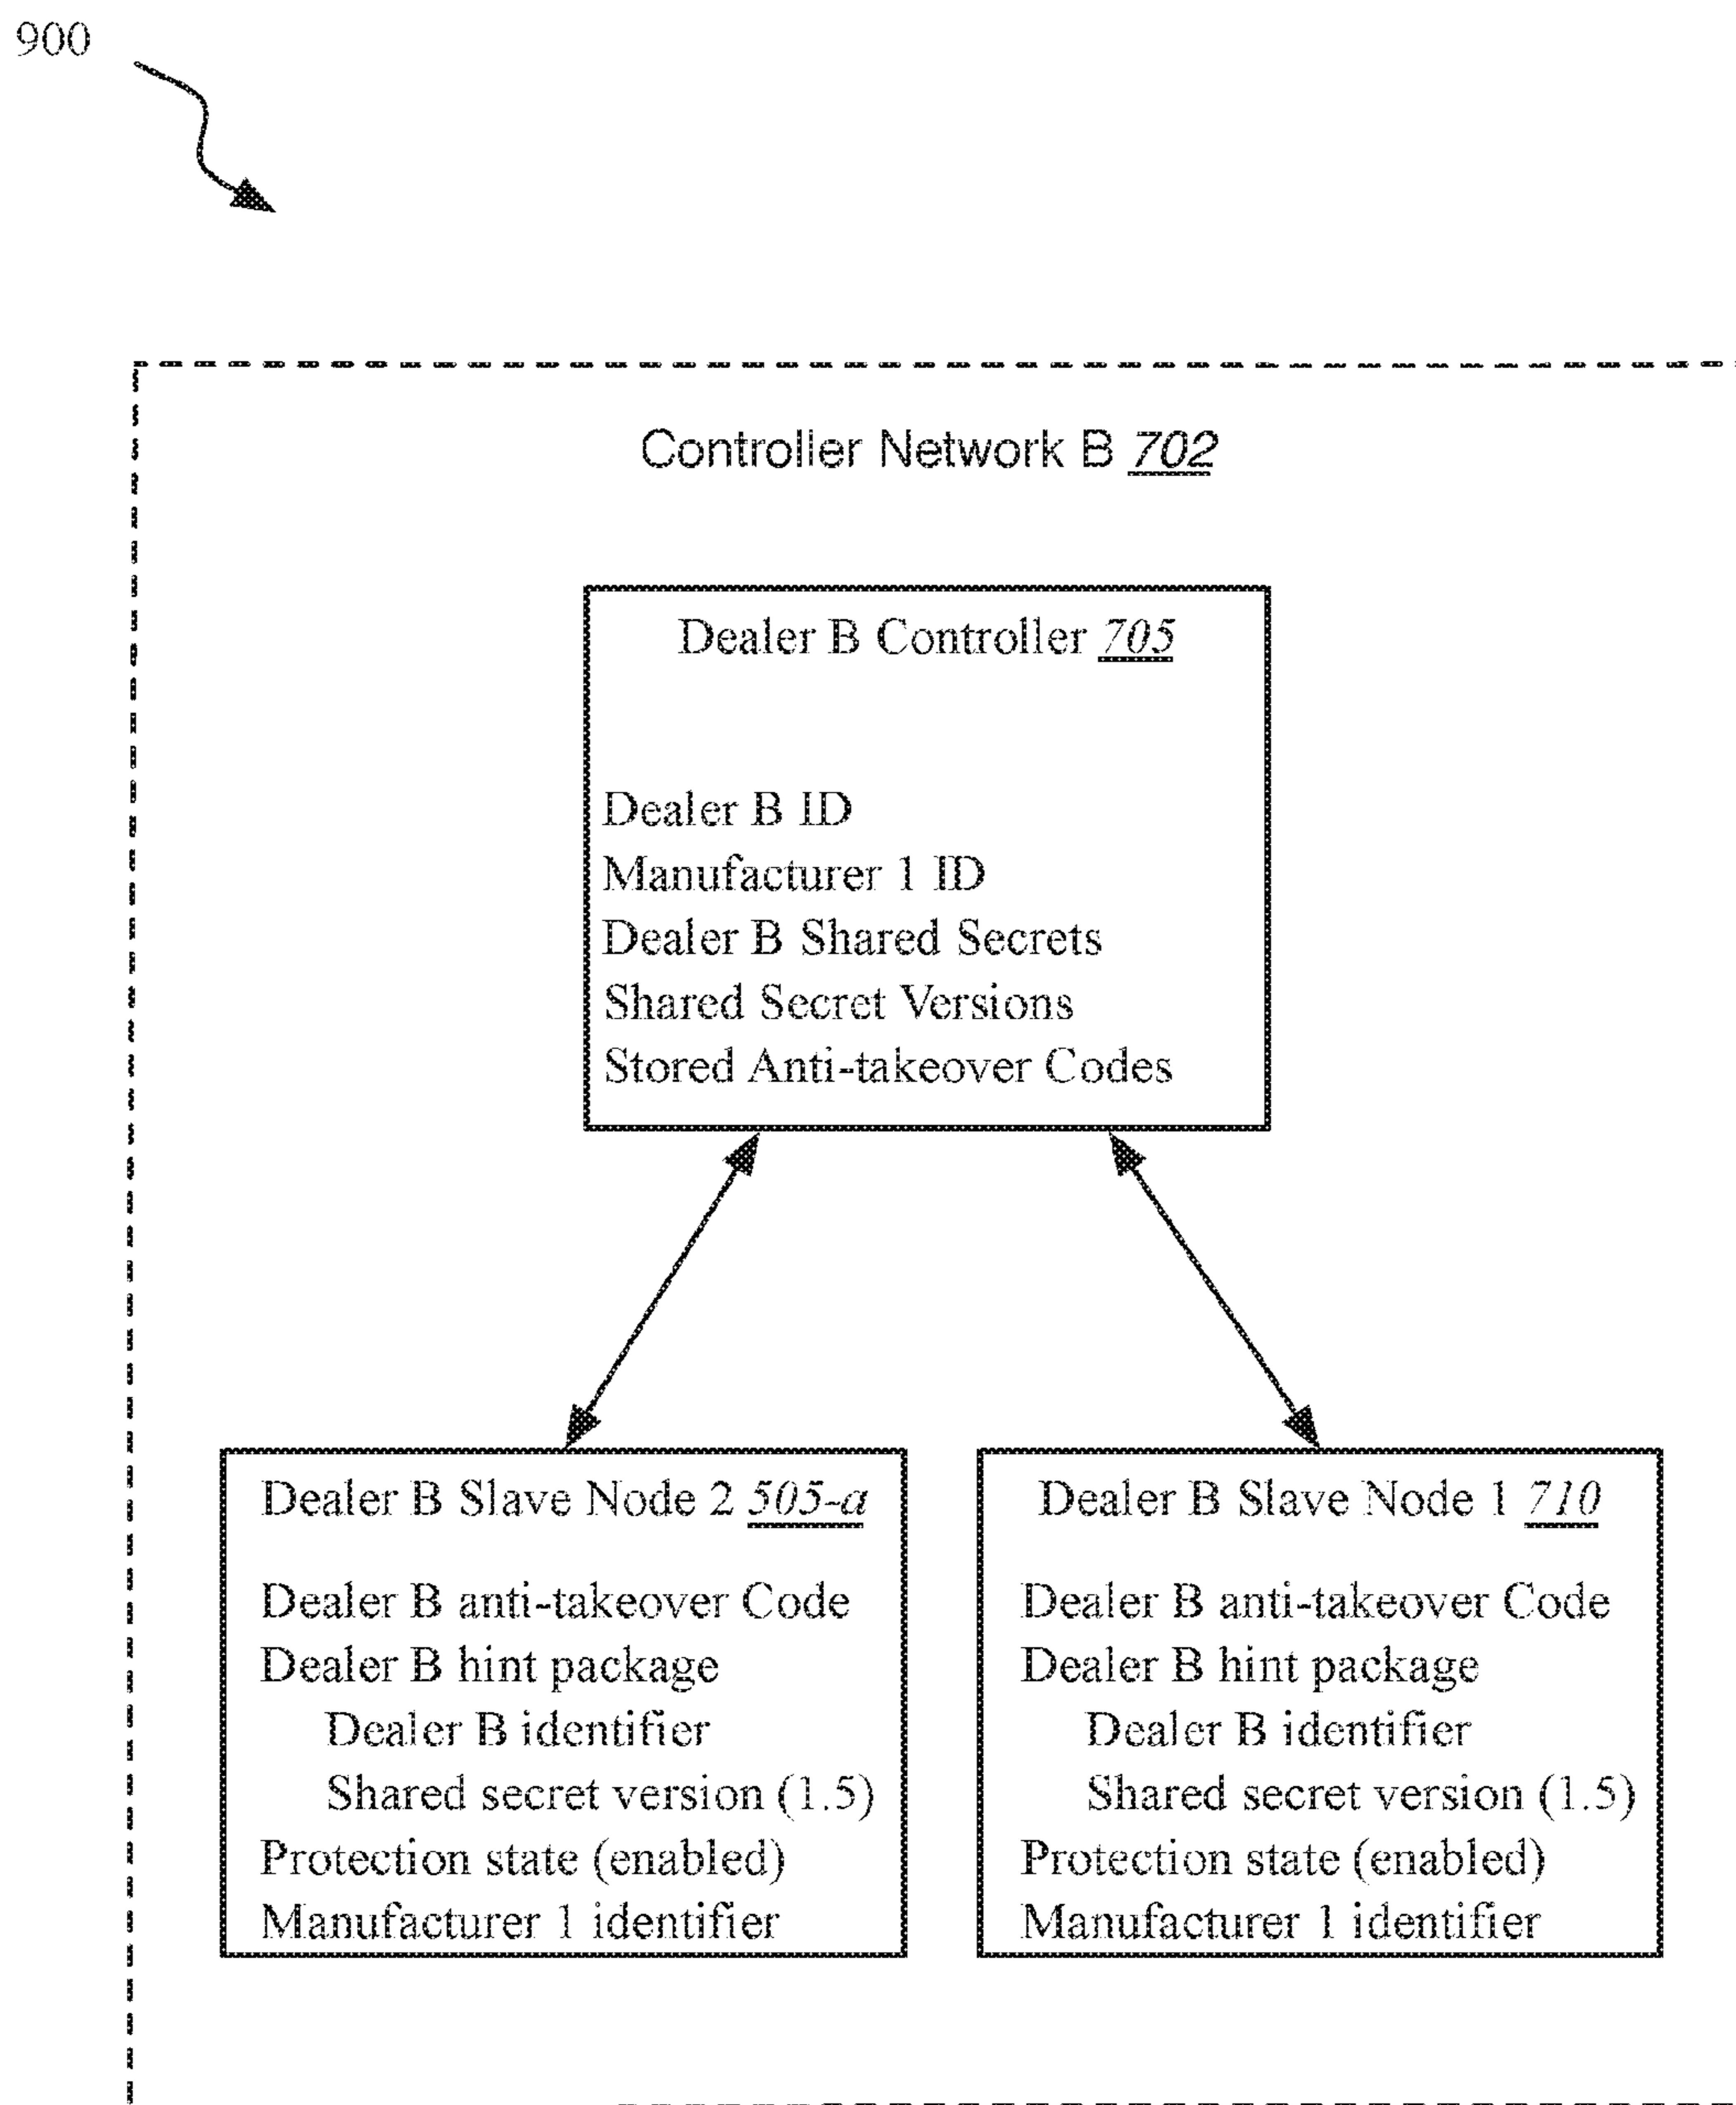 900
Controller Network B 702
Dealer B Controller 705
Dealer B ID
Manufacturer 1 ID
Dealer B Shared Secrets
Shared Secret Versions
Stored Anti-takeover Codes
Dealer B Slave Node 2 505-a
Dealer B anti-takeover Code
Dealer B hint package
Dealer B identifier
Shared secret version (1.5)
Protection state (enabled)
Manufacturer 1 identifier
Dealer B Slave Node 1 710
Dealer B anti-takeover Code
Dealer B hint package
Dealer B identifier
Shared secret version (1.5)
Protection state (enabled)
Manufacturer 1 identifier